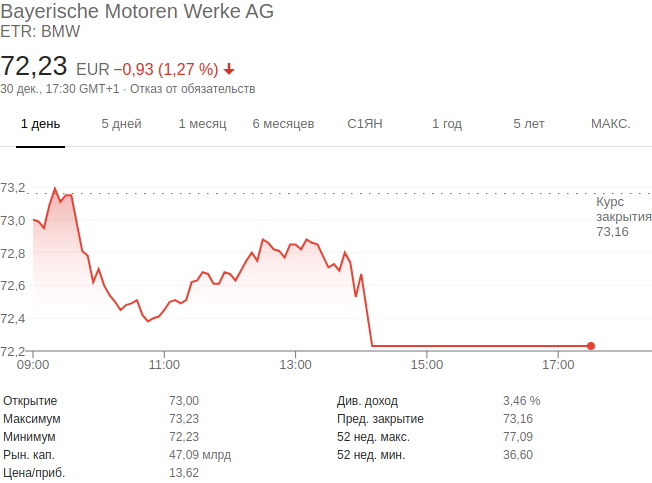 Bayerische Motoren Werke AG
ETR: BMW
72,23 EUR −0,93 (1,27 %)
30 дек., 17:30 GMT+1 · Отказ от обязательств
1 день 5 дней 1 месяц 6 месяцев С1ЯН 1 год 5 лет МАКС.
73,2
Курс
закрытия
73,16
73,0
72,8
72,6
72,4
72,2
09:00 11:00 13:00 15:00 17:00
Открытие 73,00 Див. доход 3,46 %
Максимум 73,23 Пред. закрытие 73,16
Минимум 72,23 52 нед. макс. 77,09
Рын. кап. 47,09 млрд 52 нед. мин. 36,60
Цена/приб. 13,62